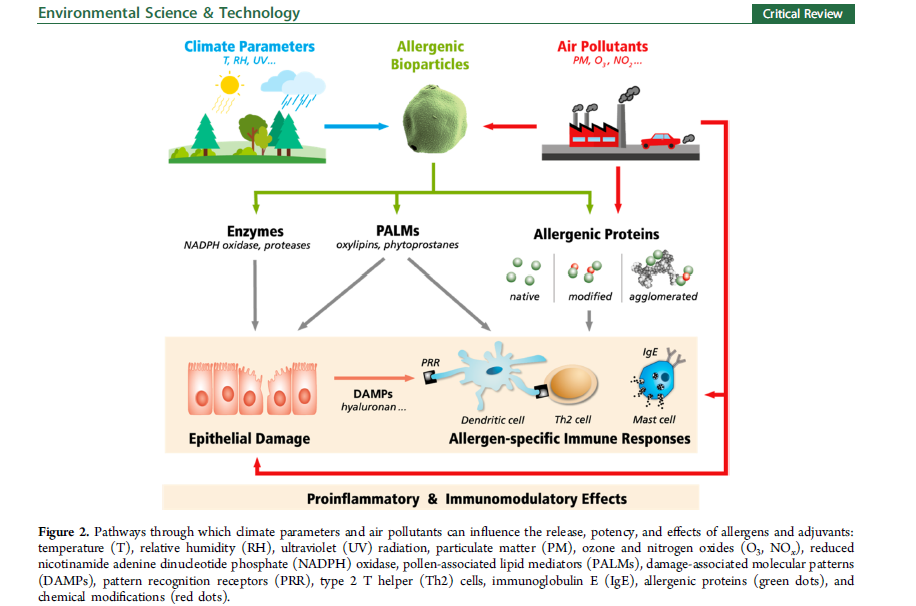 Environmental Science & Technology
Critical Review
Climate Parameters
T, RH, UV...
Allergenic
Bioparticles
Air Pollutants
PM, O₃, NO₂...
Enzymes
NADPH oxidase, proteases
PALMs
oxylipins, phytoprostanes
Allergenic Proteins
native
modified
agglomerated
PRR
IgE
DAMPs
hyaluronan ...
Dendritic cell
Th2 cell
Mast cell
Epithelial Damage
Allergen-specific Immune Responses
Proinflammatory & Immunomodulatory Effects
Figure 2. Pathways through which climate parameters and air pollutants can influence the release, potency, and effects of allergens and adjuvants:
temperature (T), relative humidity (RH), ultraviolet (UV) radiation, particulate matter (PM), ozone and nitrogen oxides (O₃, NOₓ), reduced
nicotinamide adenine dinucleotide phosphate (NADPH) oxidase, pollen-associated lipid mediators (PALMs), damage-associated molecular patterns
(DAMPs), pattern recognition receptors (PRR), type 2 T helper (Th2) cells, immunoglobulin E (IgE), allergenic proteins (green dots), and
chemical modifications (red dots).